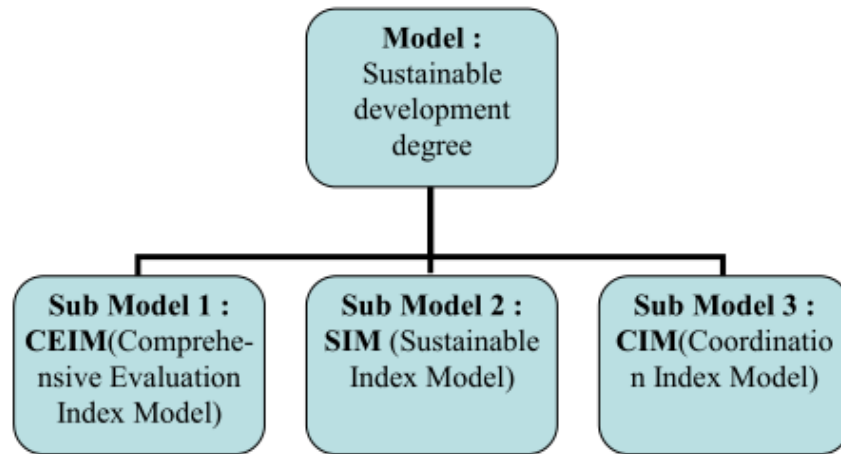 Model :
Sustainable
development
degree
Sub Model 1 :
CEIM(Comprehe-
nsive Evaluation
Index Model)
Sub Model 2 :
SIM (Sustainable
Index Model)
Sub Model 3 :
CIM(Coordinatio
n Index Model)